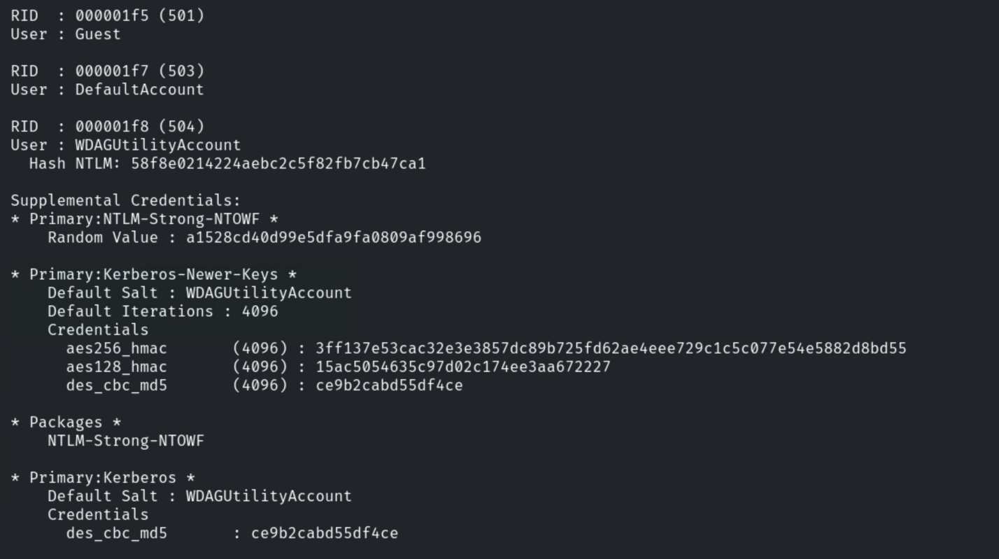 RID  : 000001f5 (501)
User : Guest

RID  : 000001f7 (503)
User : DefaultAccount

RID  : 000001f8 (504)
User : WDAGUtilityAccount
  Hash NTLM: 58f8e0214224aebc2c5f82fb7cb47ca1

Supplemental Credentials:
* Primary:NTLM-Strong-NTOWF *
    Random Value : a1528cd40d99e5dfa9fa0809af998696

* Primary:Kerberos-Newer-Keys *
    Default Salt : WDAGUtilityAccount
    Default Iterations : 4096
    Credentials
      aes256_hmac       (4096) : 3ff137e53cac32e3e3857dc89b725fd62ae4eee729c1c5c077e54e5882d8bd55
      aes128_hmac       (4096) : 15ac5054635c97d02c174ee3aa672227
      des_cbc_md5       (4096) : ce9b2cabd55df4ce

* Packages *
    NTLM-Strong-NTOWF

* Primary:Kerberos *
    Default Salt : WDAGUtilityAccount
    Credentials
      des_cbc_md5       : ce9b2cabd55df4ce